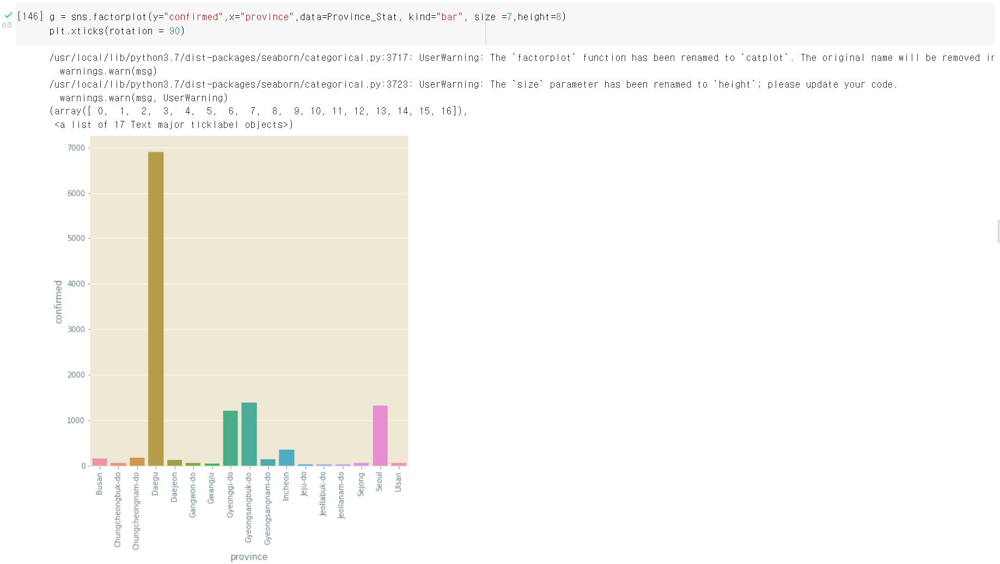 [146] g = sns.factorplot(y="confirmed",x="province",data=Province_Stat, kind="bar", size =7,height=8)
0초
plt.xticks(rotation = 90)
/usr/local/lib/python3.7/dist-packages/seaborn/categorical.py:3717: UserWarning: The `factorplot` function has been renamed to `catplot`. The original name will be removed in
warnings.warn(msg)
/usr/local/lib/python3.7/dist-packages/seaborn/categorical.py:3723: UserWarning: The `size` parameter has been renamed to `height`; please update your code.
warnings.warn(msg, UserWarning)
(array([ 0, 1, 2, 3, 4, 5, 6, 7, 8, 9, 10, 11, 12, 13, 14, 15, 16]),
<a list of 17 Text major ticklabel objects>)
7000
6000
5000
4000
3000
2000
1000
0
confirmed
Busan
Chungcheongbuk-do
Chungcheongnam-do
Daegu
Daejeon
Gangwon-do
Gwangju
Gyeonggi-do
Gyeongsangbuk-do
Gyeongsangnam-do
Incheon
Jeju-do
Jeollabuk-do
Jeollanam-do
Sejong
Seoul
Ulsan
province